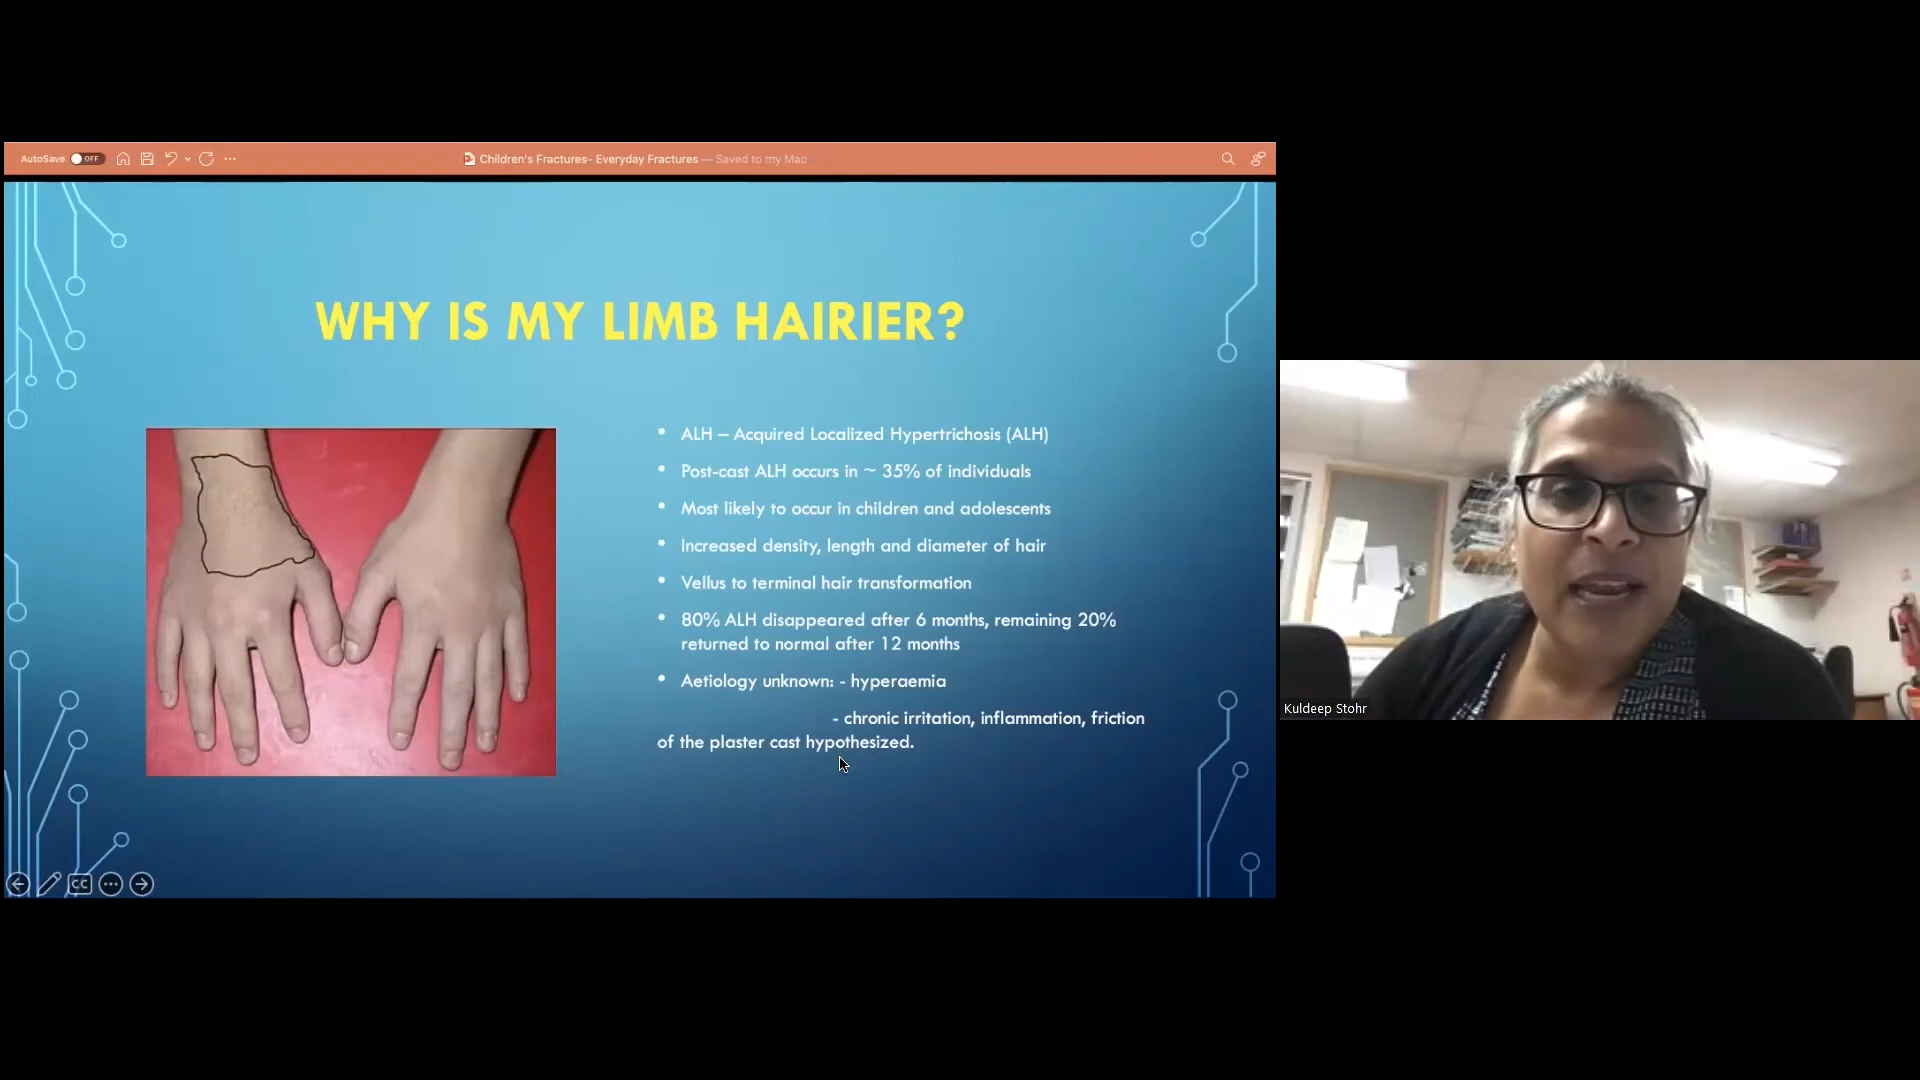 AutoSave OFF
Children's Fractures- Everyday Fractures — Saved to my Mac
WHY IS MY LIMB HAIRIER?
• ALH – Acquired Localized Hypertrichosis (ALH)
• Post-cast ALH occurs in ~ 35% of individuals
• Most likely to occur in children and adolescents
• Increased density, length and diameter of hair
• Vellus to terminal hair transformation
• 80% ALH disappeared after 6 months, remaining 20%
returned to normal after 12 months
• Aetiology unknown: - hyperaemia
- chronic irritation, inflammation, friction
of the plaster cast hypothesized.
CC
Kuldeep Stohr